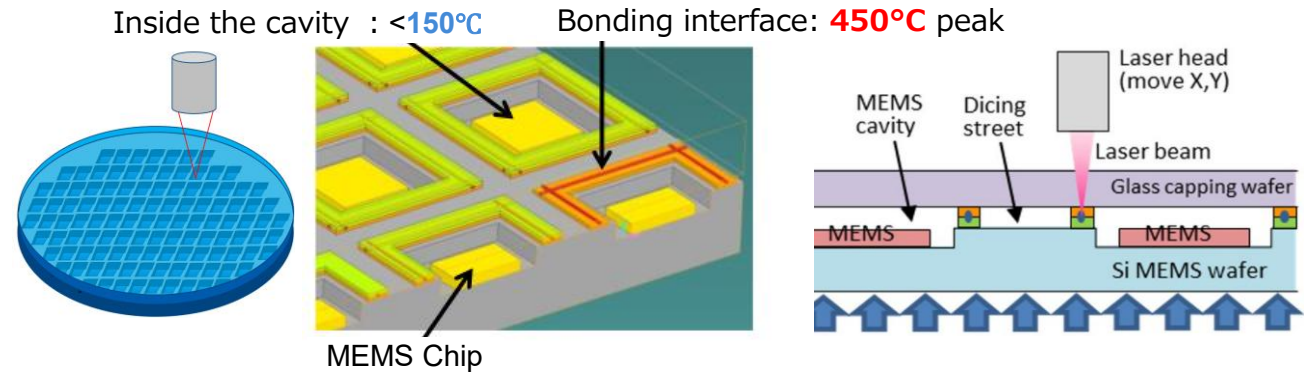 Inside the cavity : <150℃
Bonding interface: 450°C peak
MEMS Chip
Laser head
(move X,Y)
MEMS
cavity
Dicing
street
Laser beam
Glass capping wafer
MEMS
MEMS
Si MEMS wafer